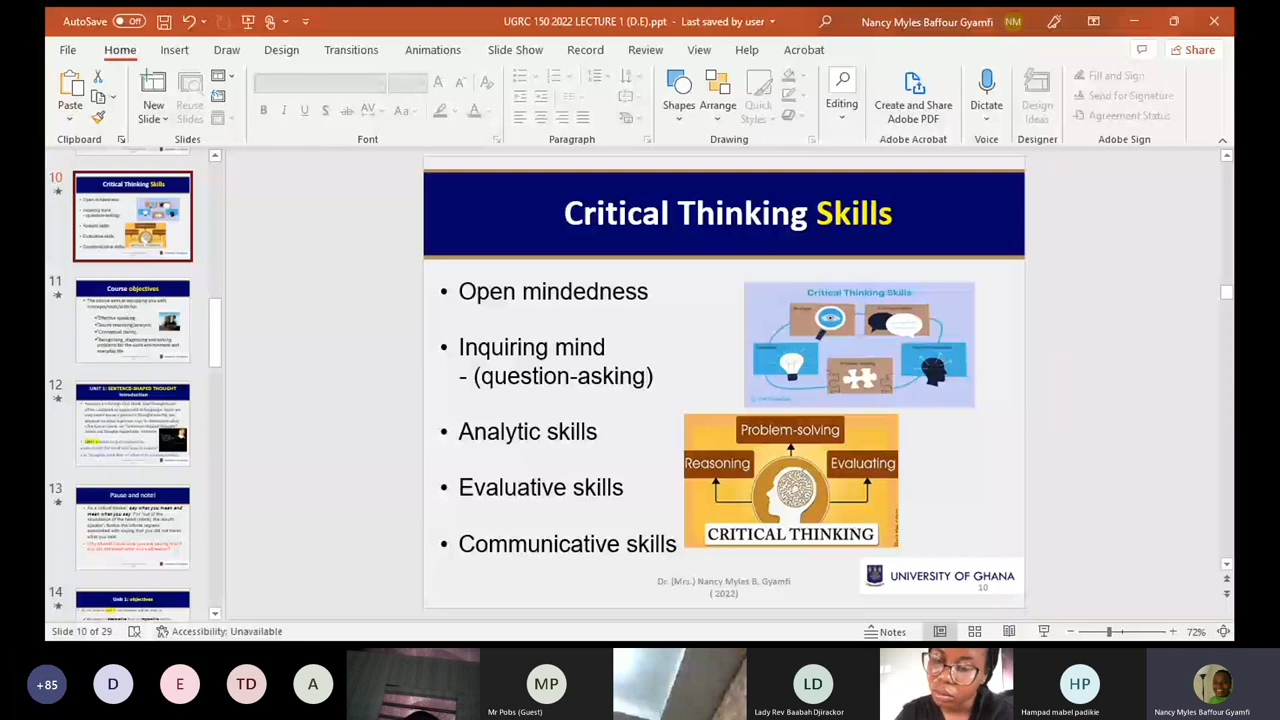 AutoSave Off UGRC 150 2022 LECTURE 1 (D.E).ppt - Last saved by user Nancy Myles Baffour Gyamfi NM
File Home Insert Draw Design Transitions Animations Slide Show Record Review View Help Acrobat Share
Paste New Slide Reuse Slides Shapes Arrange Quick Styles Editing Create and Share Adobe PDF Dictate Design Ideas
Fill and Sign
Send for Signature
Agreement Status
Clipboard Slides Font Paragraph Drawing Adobe Acrobat Voice Designer Adobe Sign
10
Critical Thinking Skills
11
Course objectives
12
UNIT 1: SENTENCE-SHAPED THOUGHT
Introduction
13
Pause and note!
14
Unit 1: objectives
Critical Thinking Skills
• Open mindedness
• Inquiring mind
- (question-asking)
• Analytic skills
• Evaluative skills
• Communicative skills
Critical Thinking Skills
Problem-solving
Reasoning Evaluating
CRITICAL THINKING
Dr. (Mrs.) Nancy Myles B. Gyamfi
( 2022)
UNIVERSITY OF GHANA
10
Slide 10 of 29 Accessibility: Unavailable Notes 72%
+85 D E TD A MP LD HP
Mr Pobs (Guest) Lady Rev Baabah Djirackor Hampad mabel padikie Nancy Myles Baffour Gyamfi